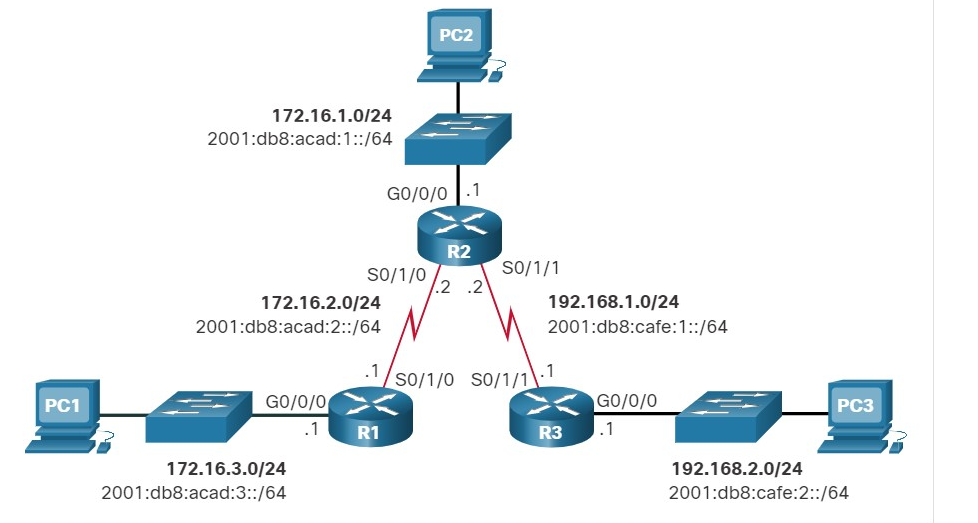 PC2
172.16.1.0/24
2001:db8:acad:1::/64
G0/0/0
.1
R2
S0/1/0
S0/1/1
.2
.2
172.16.2.0/24
2001:db8:acad:2::/64
192.168.1.0/24
2001:db8:cafe:1::/64
.1
S0/1/0
S0/1/1
.1
PC1
G0/0/0
.1
R1
R3
G0/0/0
.1
PC3
172.16.3.0/24
2001:db8:acad:3::/64
192.168.2.0/24
2001:db8:cafe:2::/64